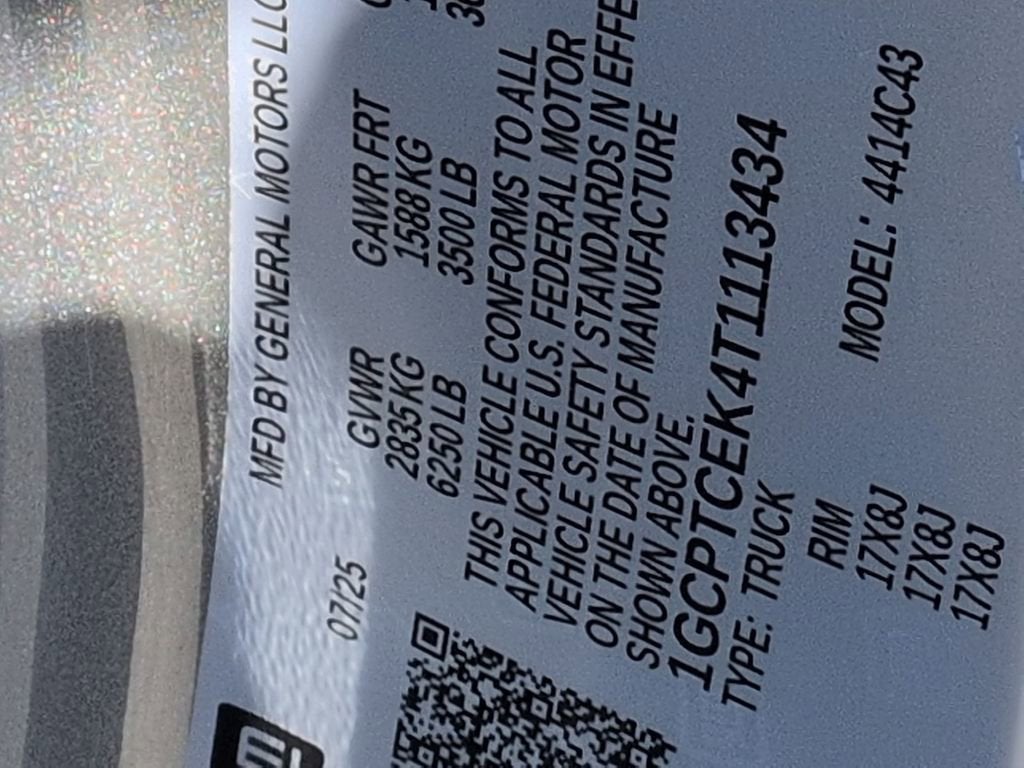 MFD BY GENERAL MOTORS LLC
07/25 GVWR GAWR FRT
2835 KG 1588 KG
6250 LB 3500 LB
THIS VEHICLE CONFORMS TO ALL
APPLICABLE U.S. FEDERAL MOTOR
VEHICLE SAFETY STANDARDS IN EFFE
ON THE DATE OF MANUFACTURE
SHOWN ABOVE.
1GCPTCEK4T1113434
TYPE: TRUCK
RIM MODEL: 4414C43
17X8J
17X8J
17X8J
gm